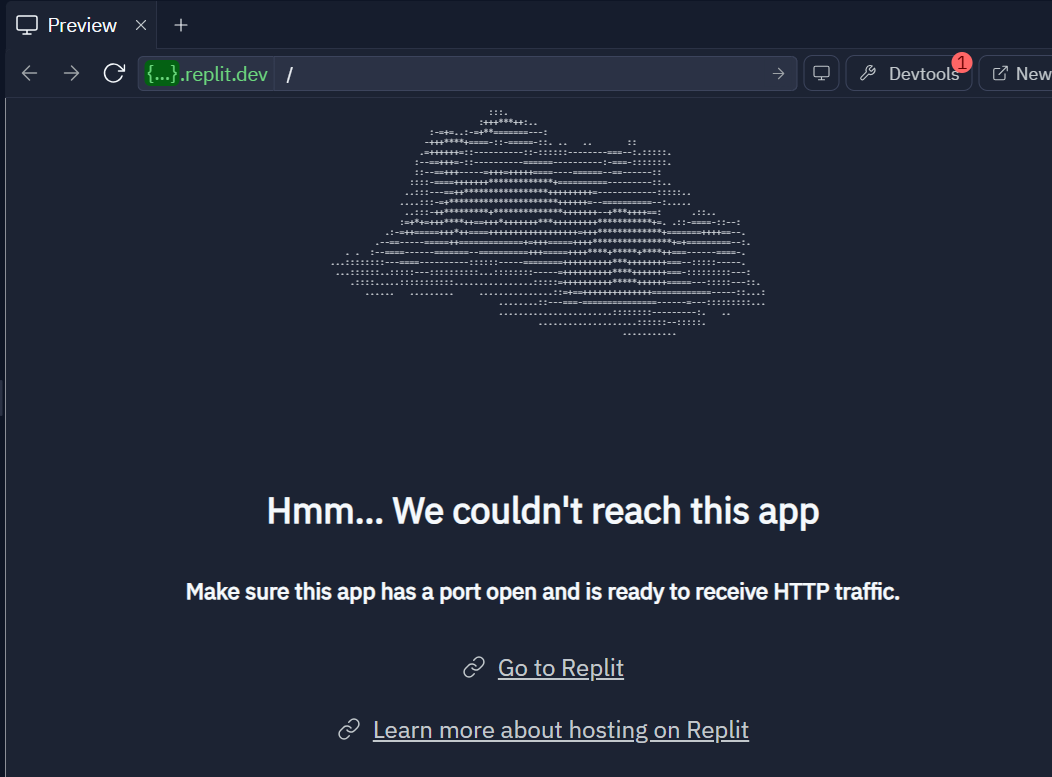 Preview
{...}.replit.dev /
Devtools 1
New
Hmm... We couldn't reach this app
Make sure this app has a port open and is ready to receive HTTP traffic.
Go to Replit
Learn more about hosting on Replit